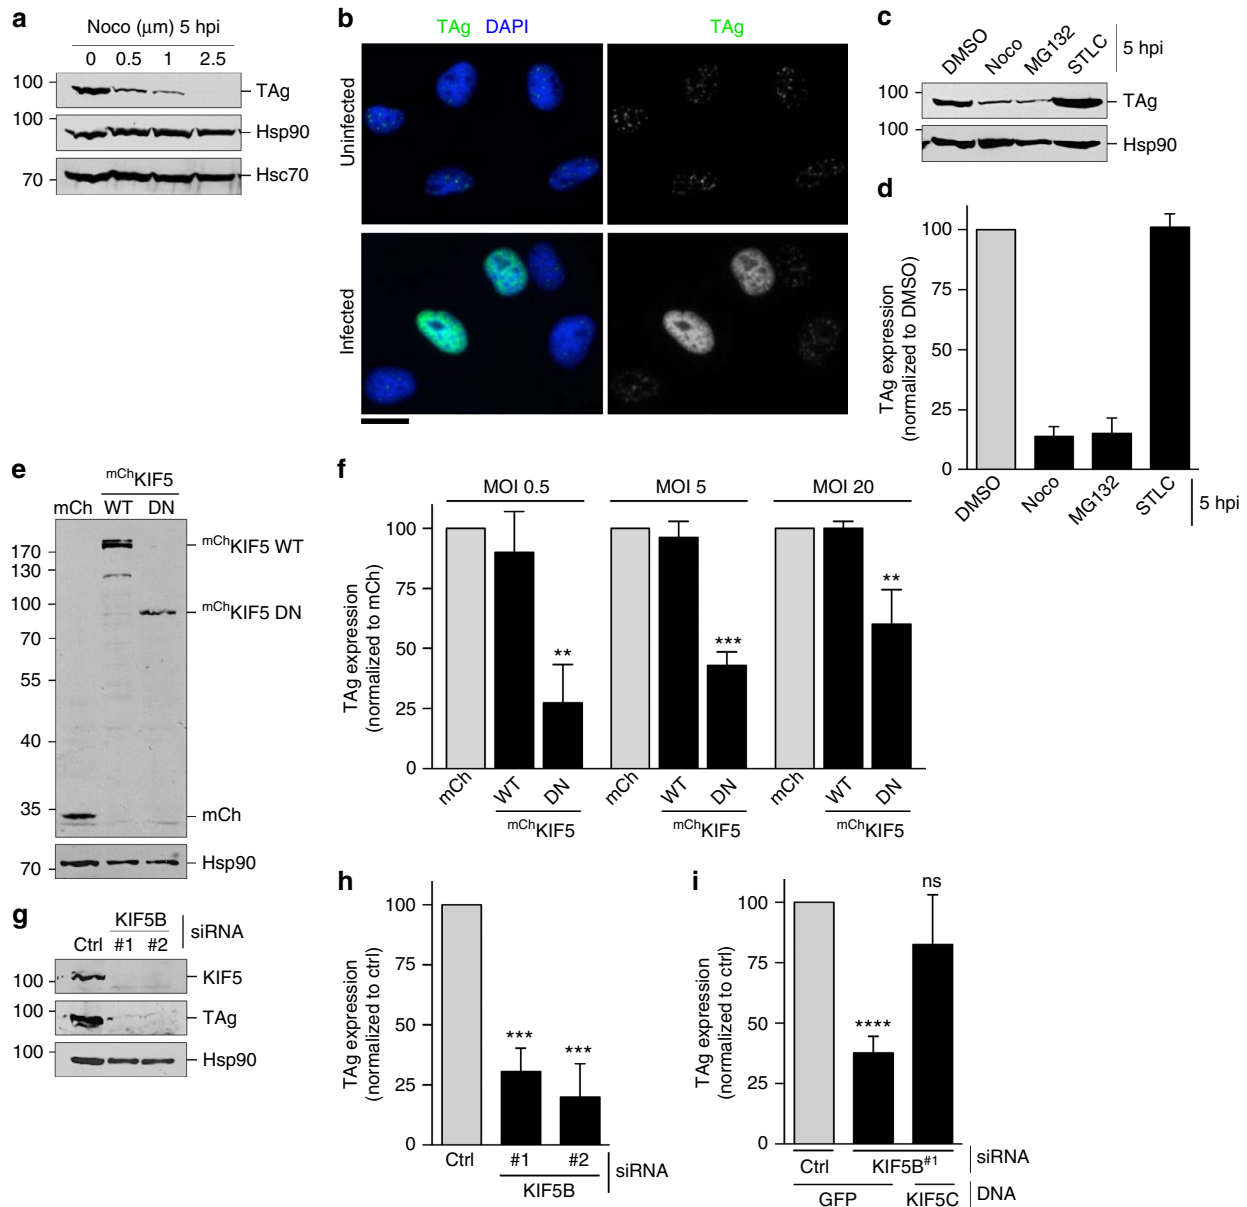 a
Noco (μm) 5 hpi
0 0.5 1 2.5
100
TAg
100
Hsp90
70
Hsc70
b
TAg DAPI
TAg
Uninfected
Infected
c
DMSO Noco MG132 STLC
5 hpi
100
TAg
100
Hsp90
d
TAg expression
(normalized to DMSO)
100
75
50
25
0
DMSO Noco MG132 STLC
5 hpi
e
mChKIF5
mCh WT DN
170
130
100
70
55
40
35
70
mChKIF5 WT
mChKIF5 DN
mCh
Hsp90
f
MOI 0.5 MOI 5 MOI 20
TAg expression
(normalized to mCh)
100
75
50
25
0
** *** **
mCh WT DN mCh WT DN mCh WT DN
mChKIF5 mChKIF5 mChKIF5
g
KIF5B
Ctrl #1 #2
siRNA
100
KIF5
100
TAg
100
Hsp90
h
TAg expression
(normalized to ctrl)
100
75
50
25
0
*** ***
Ctrl #1 #2
KIF5B
siRNA
i
TAg expression
(normalized to ctrl)
100
75
50
25
0
**** ns
Ctrl KIF5B#1
siRNA
GFP KIF5C
DNA